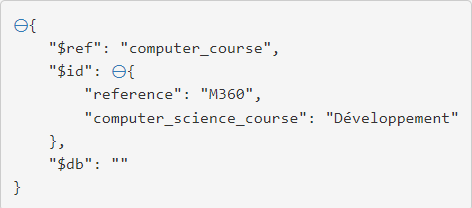 {
"$ref": "computer_course",
"$id": {
"reference": "M360",
"computer_science_course": "Développement"
},
"$db": ""
}